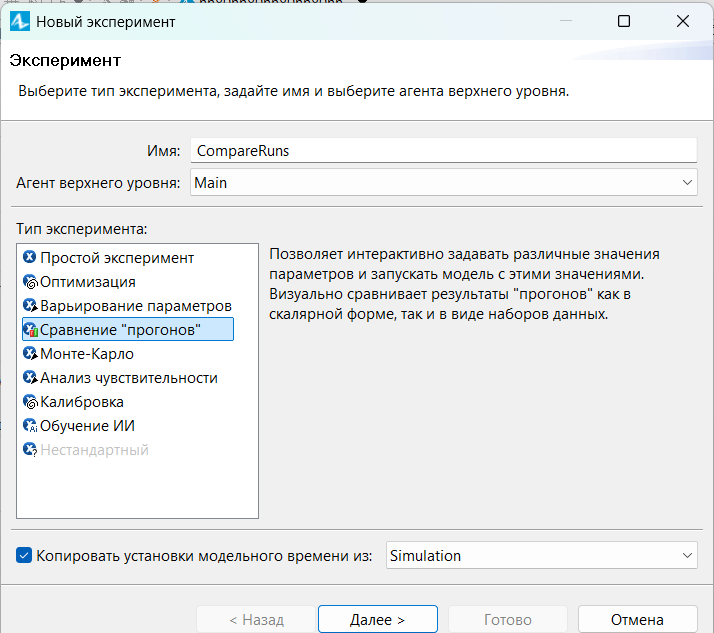 Новый эксперимент
Эксперимент
Выберите тип эксперимента, задайте имя и выберите агента верхнего уровня.
Имя: CompareRuns
Агент верхнего уровня: Main
Тип эксперимента:
Простой эксперимент
Оптимизация
Варьирование параметров
Сравнение "прогонов"
Монте-Карло
Анализ чувствительности
Калибровка
Обучение ИИ
Нестандартный
Позволяет интерактивно задавать различные значения
параметров и запускать модель с этими значениями.
Визуально сравнивает результаты "прогонов" как в
скалярной форме, так и в виде наборов данных.
Копировать установки модельного времени из: Simulation
< Назад Далее > Готово Отмена